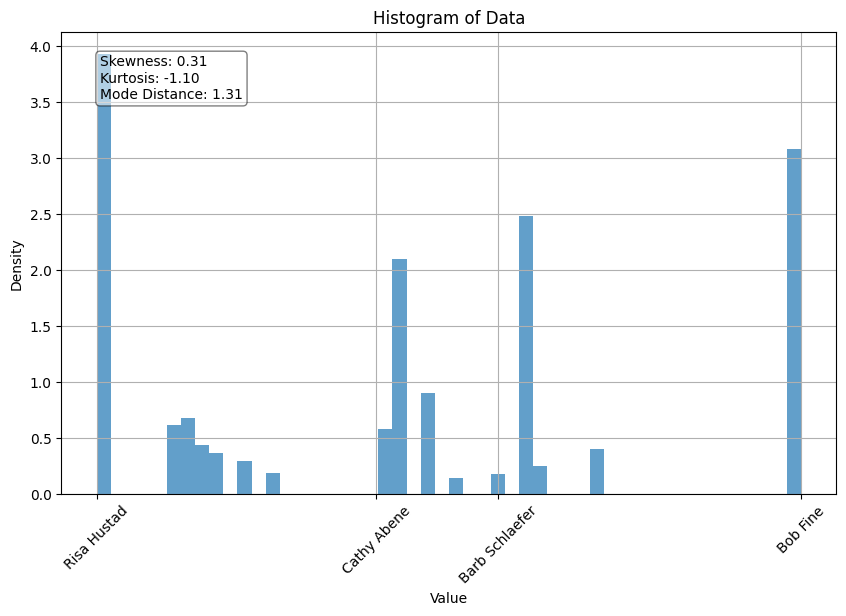 Histogram of Data
Skewness: 0.31
Kurtosis: -1.10
Mode Distance: 1.31
Density
4.0
3.5
3.0
2.5
2.0
1.5
1.0
0.5
0.0
Risa Hustad
Cathy Abene
Barb Schlaefer
Bob Fine
Value